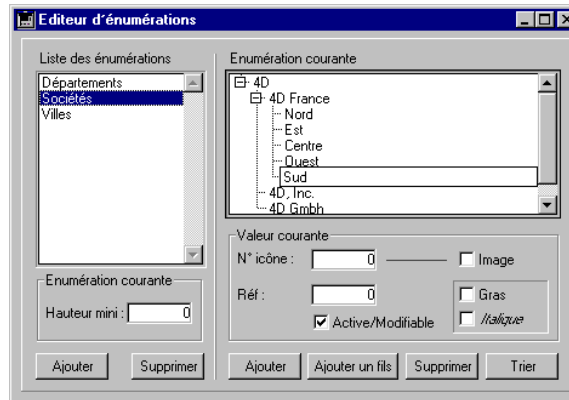 Editeur d'énumérations
Liste des énumérations
Départements
Sociétés
Villes
Enumération courante
Hauteur mini : 0
Ajouter
Supprimer
Enumération courante
4D
4D France
Nord
Est
Centre
Ouest
Sud
4D, Inc.
4D Gmbh
Valeur courante
N° icône : 0
Image
Réf : 0
Gras
Active/Modifiable
Italique
Ajouter
Ajouter un fils
Supprimer
Trier